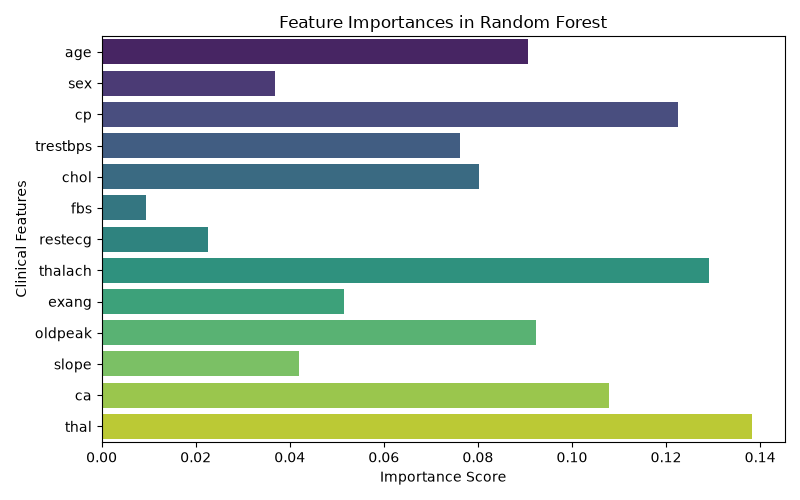 Feature Importances in Random Forest
age
sex
cp
trestbps
chol
fbs
restecg
thalach
exang
oldpeak
slope
ca
thal
Clinical Features
0.00 0.02 0.04 0.06 0.08 0.10 0.12 0.14
Importance Score